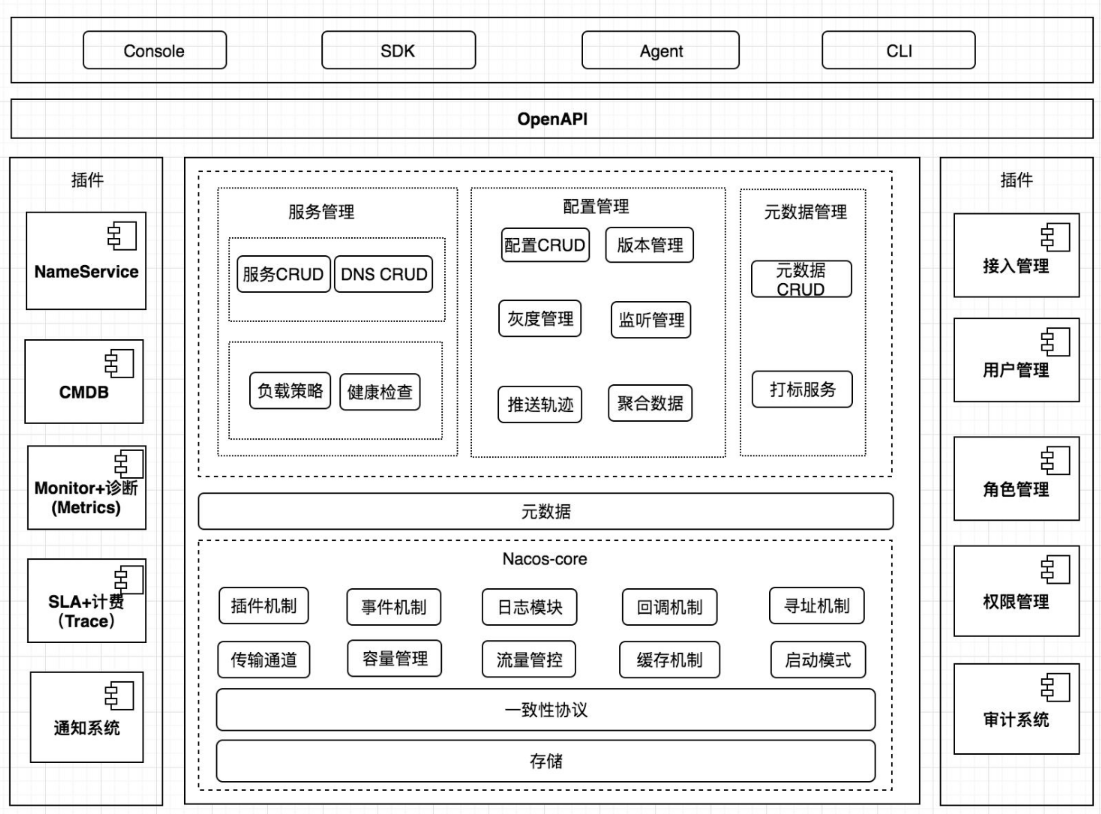 Console
SDK
Agent
CLI
OpenAPI
插件
NameService
CMDB
Monitor+诊断
(Metrics)
SLA+计费
（Trace）
通知系统
服务管理
服务CRUD
DNS CRUD
负载策略
健康检查
配置管理
配置CRUD
版本管理
灰度管理
监听管理
推送轨迹
聚合数据
元数据管理
元数据
CRUD
打标服务
元数据
Nacos-core
插件机制
事件机制
日志模块
回调机制
寻址机制
传输通道
容量管理
流量管控
缓存机制
启动模式
一致性协议
存储
插件
接入管理
用户管理
角色管理
权限管理
审计系统